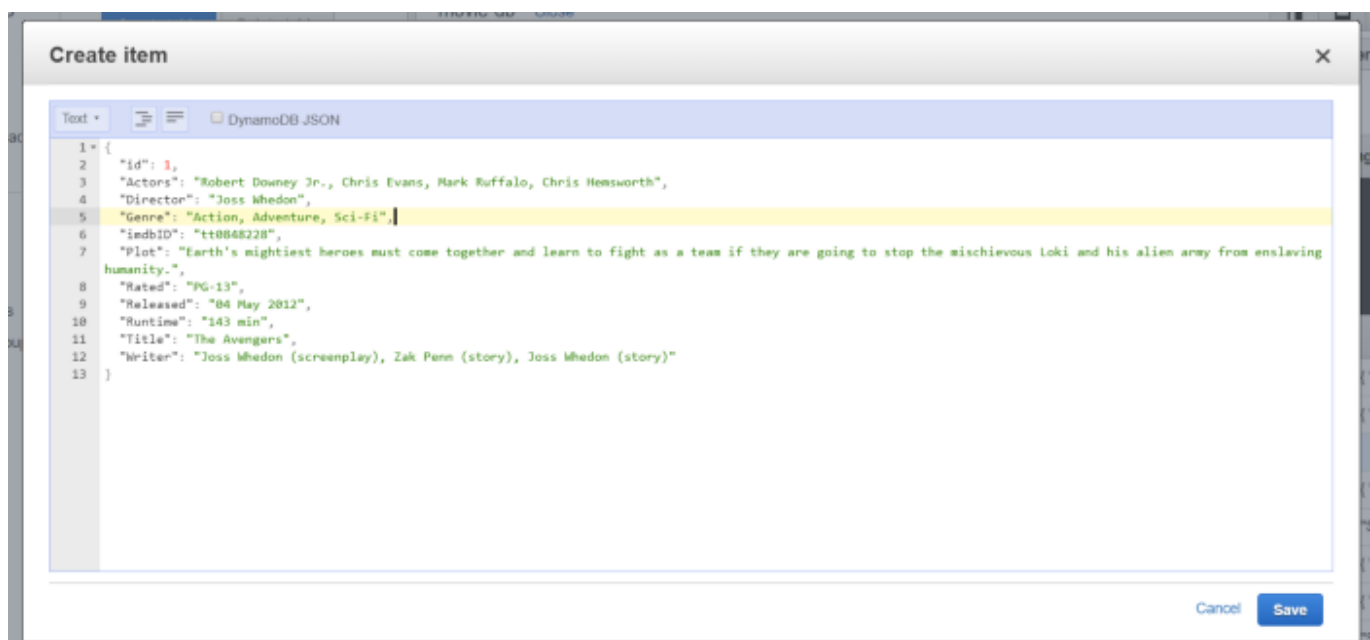 movie-db Close
Create item
Text DynamoDB JSON
1 {
2 "id": 1,
3 "Actors": "Robert Downey Jr., Chris Evans, Mark Ruffalo, Chris Hemsworth",
4 "Director": "Joss Whedon",
5 "Genre": "Action, Adventure, Sci-Fi",
6 "imdbID": "tt0848228",
7 "Plot": "Earth's mightiest heroes must come together and learn to fight as a team if they are going to stop the mischievous Loki and his alien army from enslaving
humanity.",
8 "Rated": "PG-13",
9 "Released": "04 May 2012",
10 "Runtime": "143 min",
11 "Title": "The Avengers",
12 "Writer": "Joss Whedon (screenplay), Zak Penn (story), Joss Whedon (story)"
13 }
Cancel Save